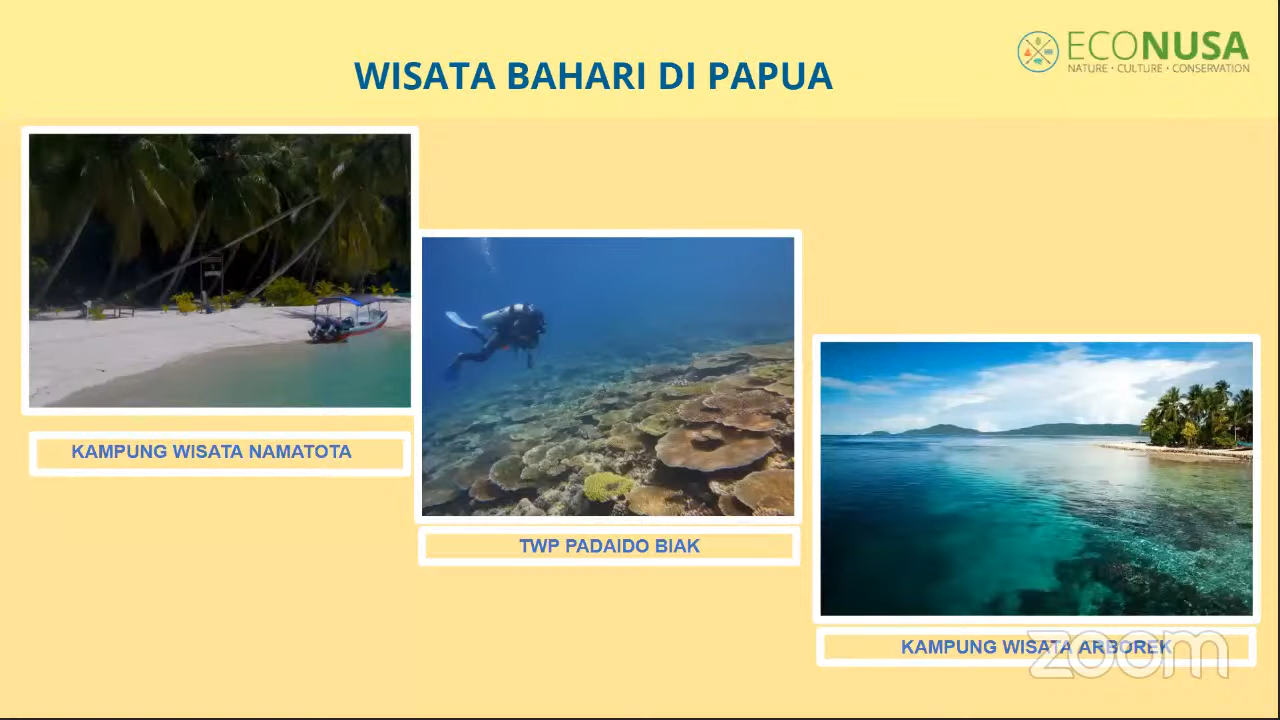 WISATA BAHARI DI PAPUA
ECONUSA
NATURE • CULTURE • CONSERVATION
KAMPUNG WISATA NAMATOTA
TWP PADAIDO BIAK
KAMPUNG WISATA ARBOREK
zoom